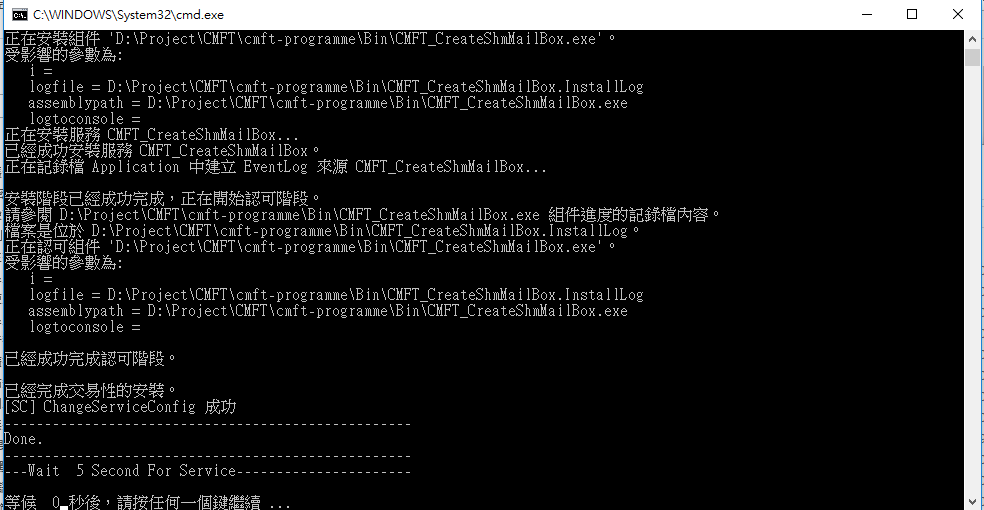 C:\WINDOWS\System32\cmd.exe
正在安裝組件 'D:\Project\CMFT\cmft-programme\Bin\CMFT_CreateShmMailBox.exe'。
受影響的參數為:
i =
logfile = D:\Project\CMFT\cmft-programme\Bin\CMFT_CreateShmMailBox.InstallLog
assemblypath = D:\Project\CMFT\cmft-programme\Bin\CMFT_CreateShmMailBox.exe
logtoconsole =
正在安裝服務 CMFT_CreateShmMailBox...
已經成功安裝服務 CMFT_CreateShmMailBox。
正在記錄檔 Application 中建立 EventLog 來源 CMFT_CreateShmMailBox...
安裝階段已經成功完成，正在開始認可階段。
請參閱 D:\Project\CMFT\cmft-programme\Bin\CMFT_CreateShmMailBox.exe 組件進度的記錄檔內容。
檔案是位於 D:\Project\CMFT\cmft-programme\Bin\CMFT_CreateShmMailBox.InstallLog。
正在認可組件 'D:\Project\CMFT\cmft-programme\Bin\CMFT_CreateShmMailBox.exe'。
受影響的參數為:
i =
logfile = D:\Project\CMFT\cmft-programme\Bin\CMFT_CreateShmMailBox.InstallLog
assemblypath = D:\Project\CMFT\cmft-programme\Bin\CMFT_CreateShmMailBox.exe
logtoconsole =
已經成功完成認可階段。
已經完成交易性的安裝。
[SC] ChangeServiceConfig 成功
---------------------------------------------------
Done.
---------------------------------------------------
---Wait  5 Second For Service----------------------
等候  0 秒後，請按任何一個鍵繼續 ...